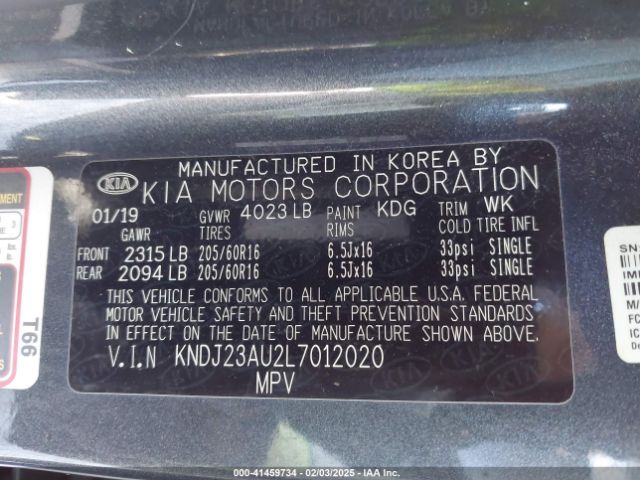 MANUFACTURED IN KOREA BY
KIA KIA MOTORS CORPORATION
01/19 GVWR 4023 LB PAINT KDG TRIM WK
GAWR TIRES RIMS COLD TIRE INFL
FRONT 2315 LB 205/60R16 6.5Jx16 33psi SINGLE
REAR 2094 LB 205/60R16 6.5Jx16 33psi SINGLE
THIS VEHICLE CONFORMS TO ALL APPLICABLE U.S.A. FEDERAL
MOTOR VEHICLE SAFETY AND THEFT PREVENTION STANDARDS
IN EFFECT ON THE DATE OF MANUFACTURE SHOWN ABOVE.
V.I.N KNDJ23AU2L7012020
MPV
T66
SN:
000-41459734 - 02/03/2025 - IAA, Inc.